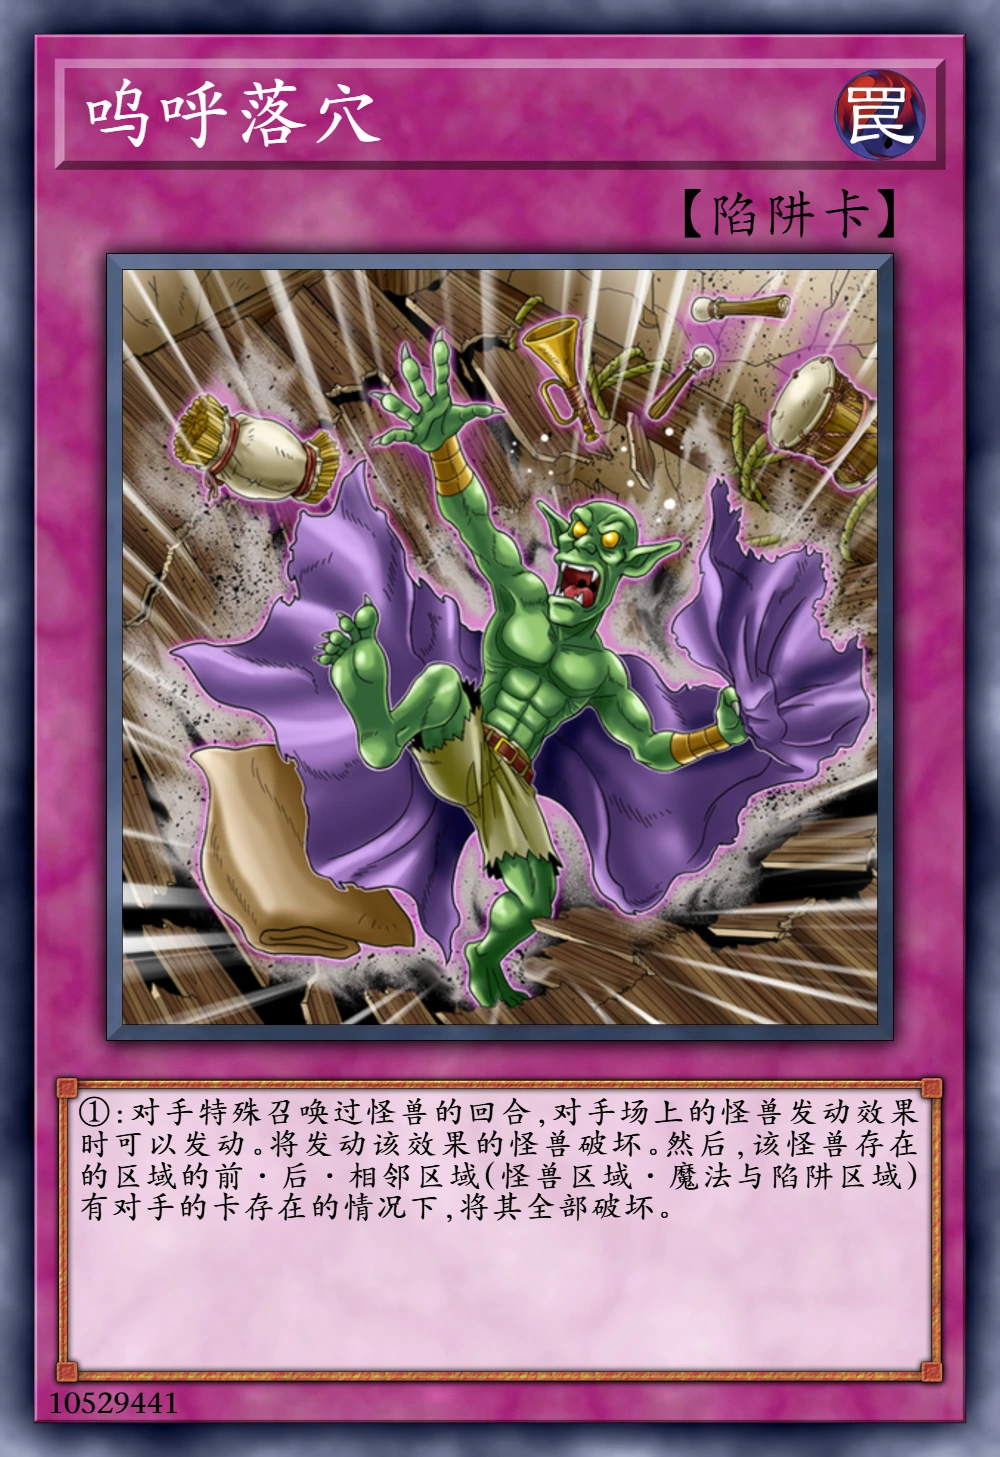 呜呼落穴
罠
【陷阱卡】
①:对手特殊召唤过怪兽的回合,对手场上的怪兽发动效果
时可以发动。将发动该效果的怪兽破坏。然后,该怪兽存在
的区域的前·后·相邻区域(怪兽区域·魔法与陷阱区域)
有对手的卡存在的情况下,将其全部破坏。
10529441